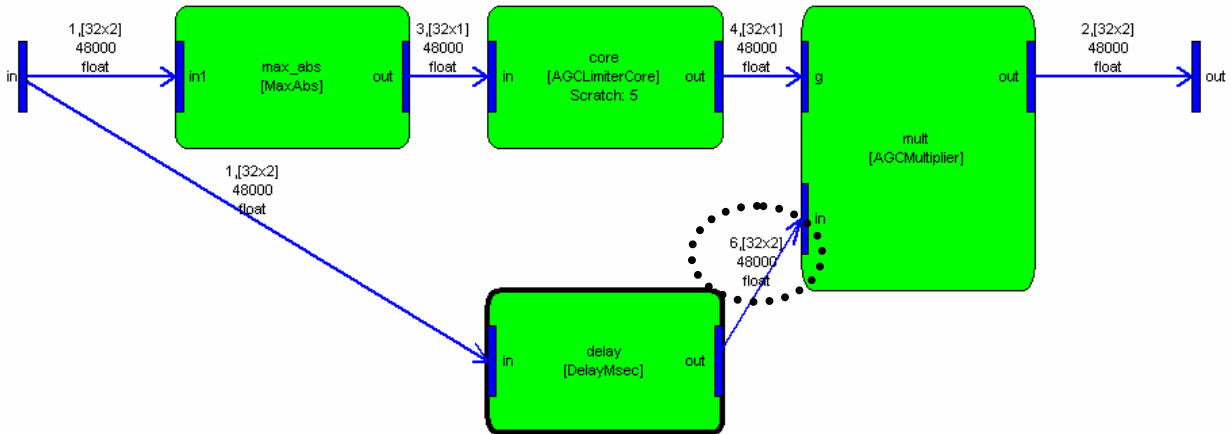 in
1,[32x2]
48000
float
in1
max_abs
[MaxAbs]
out
3,[32x1]
48000
float
in
core
[AGCLimiterCore]
Scratch: 5
out
4,[32x1]
48000
float
g
in
mult
[AGCMultiplier]
out
2,[32x2]
48000
float
out
1,[32x2]
48000
float
in
delay
[DelayMsec]
out
6,[32x2]
48000
float